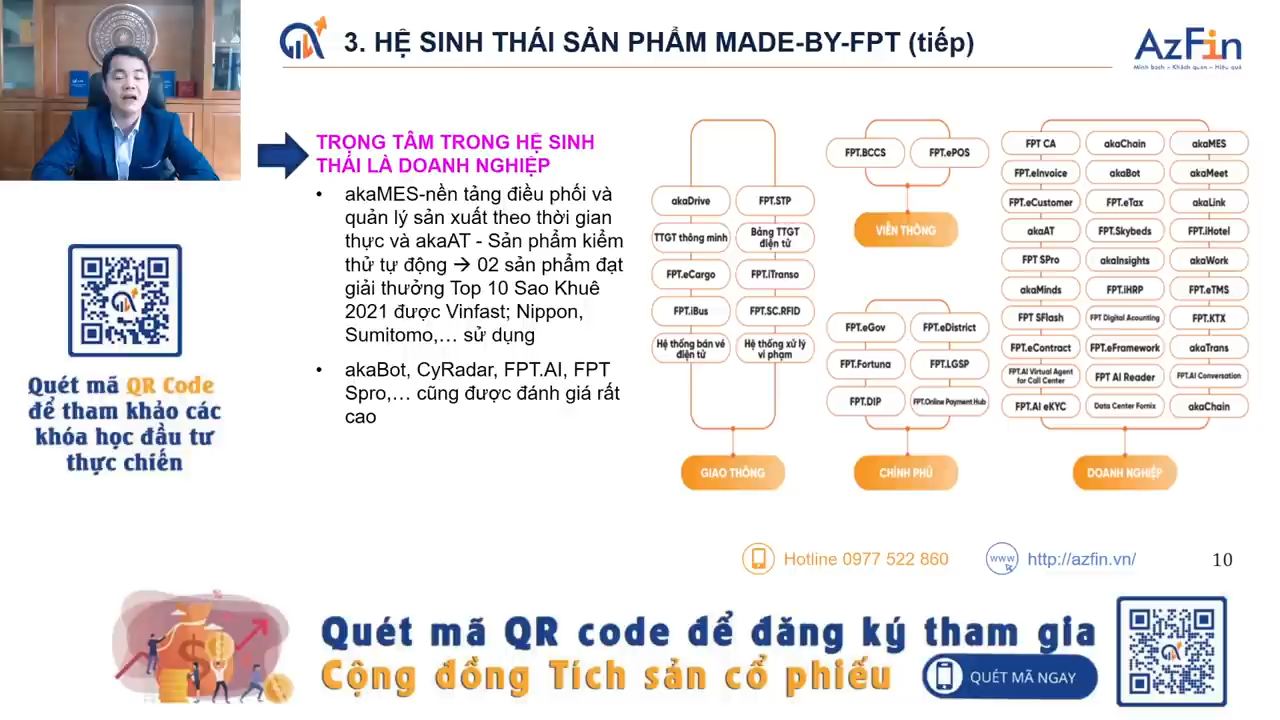 3. HỆ SINH THÁI SẢN PHẨM MADE-BY-FPT (tiếp)
AzFin
Minh bạch – Khách quan – Hiệu quả
TRỌNG TÂM TRONG HỆ SINH
THÁI LÀ DOANH NGHIỆP
• akaMES-nền tảng điều phối và
quản lý sản xuất theo thời gian
thực và akaAT - Sản phẩm kiểm
thử tự động → 02 sản phẩm đạt
giải thưởng Top 10 Sao Khuê
2021 được Vinfast; Nippon,
Sumitomo,… sử dụng
• akaBot, CyRadar, FPT.AI, FPT
Spro,… cũng được đánh giá rất
cao
Quét mã QR Code
để tham khảo các
khóa học đầu tư
thực chiến
akaDrive
FPT.STP
TTGT thông minh
Bảng TTGT
điện tử
FPT.eCargo
FPT.iTranso
FPT.iBus
FPT.SC.RFID
Hệ thống bán vé
điện tử
Hệ thống xử lý
vi phạm
GIAO THÔNG
FPT.BCCS
FPT.ePOS
VIỄN THÔNG
FPT.eGov
FPT.eDistrict
FPT.Fortuna
FPT.LGSP
FPT.DIP
FPT.Online Payment Hub
CHÍNH PHỦ
FPT CA
akaChain
akaMES
FPT.eInvoice
akaBot
akaMeet
FPT.eCustomer
FPT.eTax
akaLink
akaAT
FPT.Skybeds
FPT.iHotel
FPT SPro
akaInsights
akaWork
akaMinds
FPT.iHRP
FPT.eTMS
FPT SFlash
FPT Digital Acounting
FPT.KTX
FPT.eContract
FPT.eFramework
akaTrans
FPT.AI Virtual Agent
for Call Center
FPT AI Reader
FPT.AI Conversation
FPT.AI eKYC
Data Center Fornix
akaChain
DOANH NGHIỆP
Hotline 0977 522 860
www
http://azfin.vn/
10
Quét mã QR code để đăng ký tham gia
Cộng đồng Tích sản cổ phiếu
QUÉT MÃ NGAY